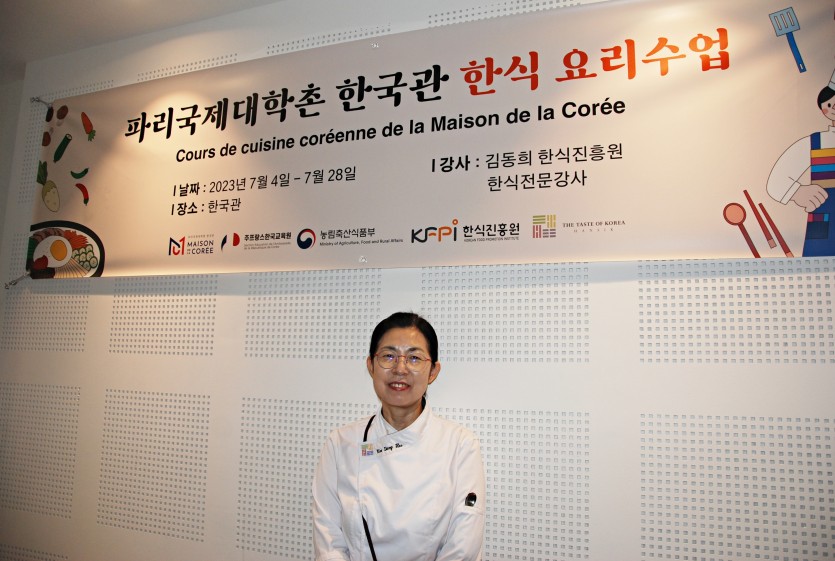 파리국제대학촌 한국관 한식 요리수업
Cours de cuisine coréenne de la Maison de la Corée
날짜 : 2023년 7월 4일 – 7월 28일
장소 : 한국관
강사 : 김동희 한식진흥원
한식전문강사
MAISON DE LA CORÉE
주프랑스한국교육원
농림축산식품부
Ministry of Agriculture, Food and Rural Affairs
KFPi 한식진흥원
KOREAN FOOD PROMOTION INSTITUTE
THE TASTE OF KOREA
HANSIK